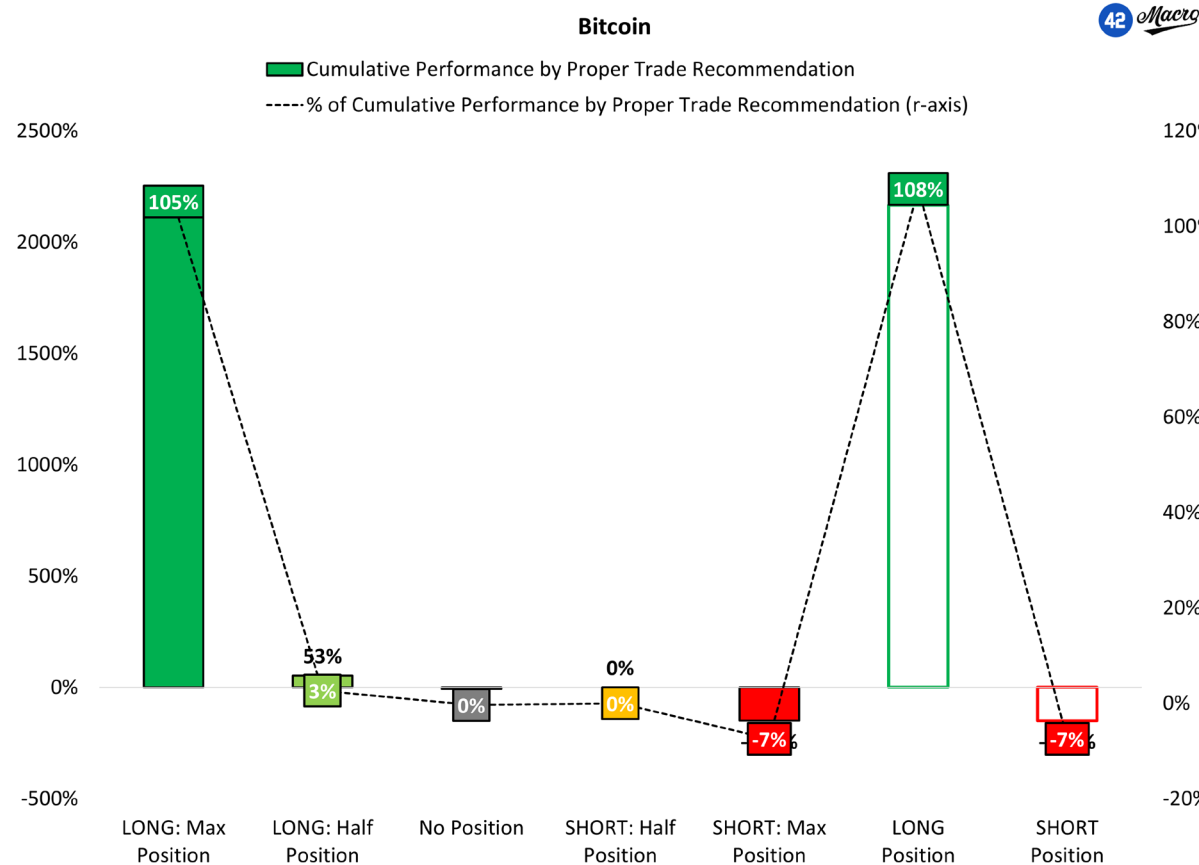 Bitcoin
42 Macro
Cumulative Performance by Proper Trade Recommendation
% of Cumulative Performance by Proper Trade Recommendation (r-axis)
2500%
2000%
1500%
1000%
500%
0%
-500%
120%
100%
80%
60%
40%
20%
0%
-20%
105%
53%
3%
0%
0%
0%
-7%
108%
-7%
LONG: Max Position
LONG: Half Position
No Position
SHORT: Half Position
SHORT: Max Position
LONG Position
SHORT Position